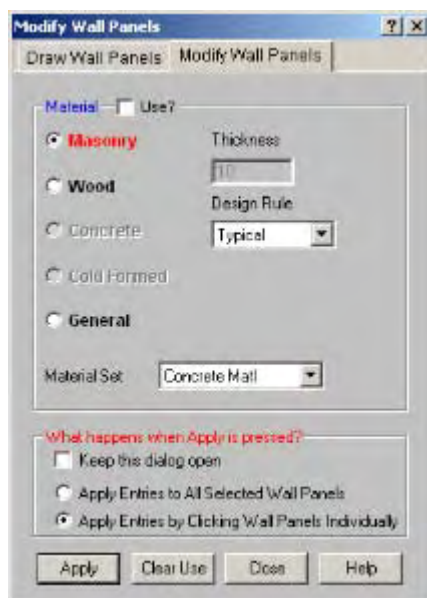 Modify Wall Panels
Draw Wall Panels Modify Wall Panels
Material Use?
Masonry Thickness
10
Wood
Design Rule
Concrete Typical
Cold Formed
General
Material Set Concrete Matl
What happens when Apply is pressed?
Keep this dialog open
Apply Entries to All Selected Wall Panels
Apply Entries by Clicking Wall Panels Individually
Apply Clear Use Close Help